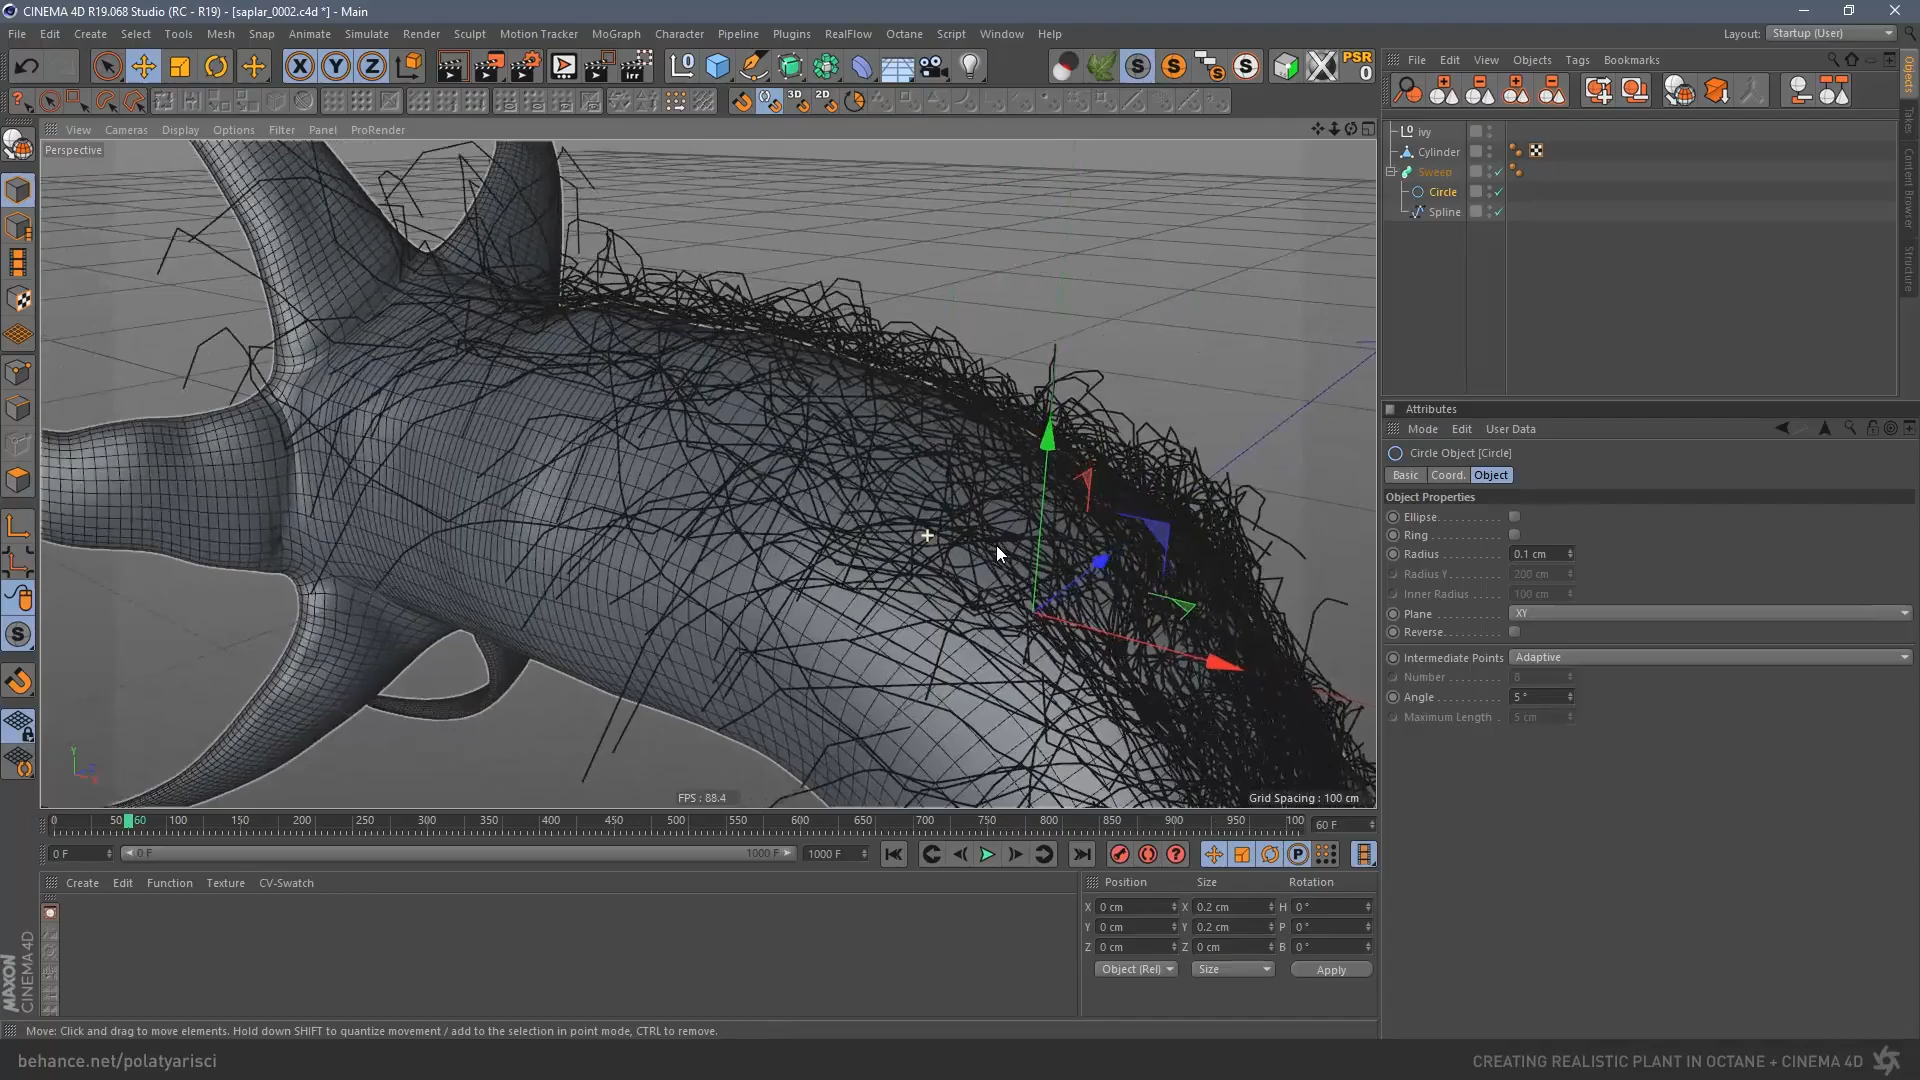 CINEMA 4D R19.068 Studio (RC - R19) - [saplar_0002.c4d *] - Main
File Edit Create Select Tools Mesh Snap Animate Simulate Render Sculpt Motion Tracker MoGraph Character Pipeline Plugins RealFlow Octane Script Window Help
Layout: Startup (User)
PSR
0
File Edit View Objects Tags Bookmarks
3D 2D
View Cameras Display Options Filter Panel ProRender
Perspective
ivy
Cylinder
Sweep
Circle
Spline
Objects
Takes
Content Browser
Structure
Attributes
Mode Edit User Data
Circle Object [Circle]
Basic Coord. Object
Object Properties
Ellipse
Ring
Radius 0.1 cm
Radius Y 200 cm
Inner Radius 100 cm
Plane XY
Reverse
Intermediate Points Adaptive
Number 8
Angle 5 °
Maximum Length 5 cm
Y
FPS : 88.4
Grid Spacing : 100 cm
0 50 60 100 150 200 250 300 350 400 450 500 550 600 650 700 750 800 850 900 950 100
60 F
0 F 0 F 1000 F 1000 F
Create Edit Function Texture CV-Swatch
Position Size Rotation
X 0 cm X 0.2 cm H 0 °
Y 0 cm Y 0.2 cm P 0 °
Z 0 cm Z 0 cm B 0 °
Object (Rel) Size Apply
MAXON
CINEMA 4D
Move: Click and drag to move elements. Hold down SHIFT to quantize movement / add to the selection in point mode, CTRL to remove.
behance.net/polatyarisci
CREATING REALISTIC PLANT IN OCTANE + CINEMA 4D